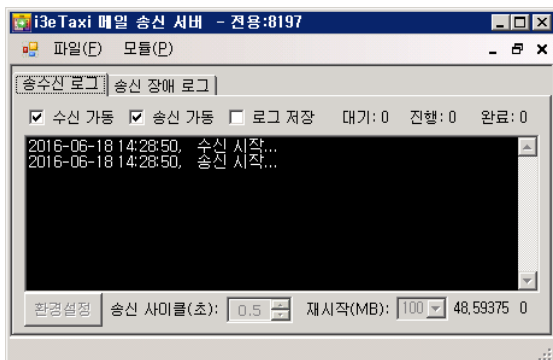 i3eTaxi 메일 송신 서버 - 전용:8197
파일(F) 모듈(P)
송수신 로그 송신 장애 로그
수신 가동 송신 가동 로그 저장 대기: 0 진행: 0 완료: 0
2016-06-18 14:28:50, 수신 시작...
2016-06-18 14:28:50, 송신 시작...
환경설정 송신 사이클(초): 0.5 재시작(MB): 100 48,59375 0